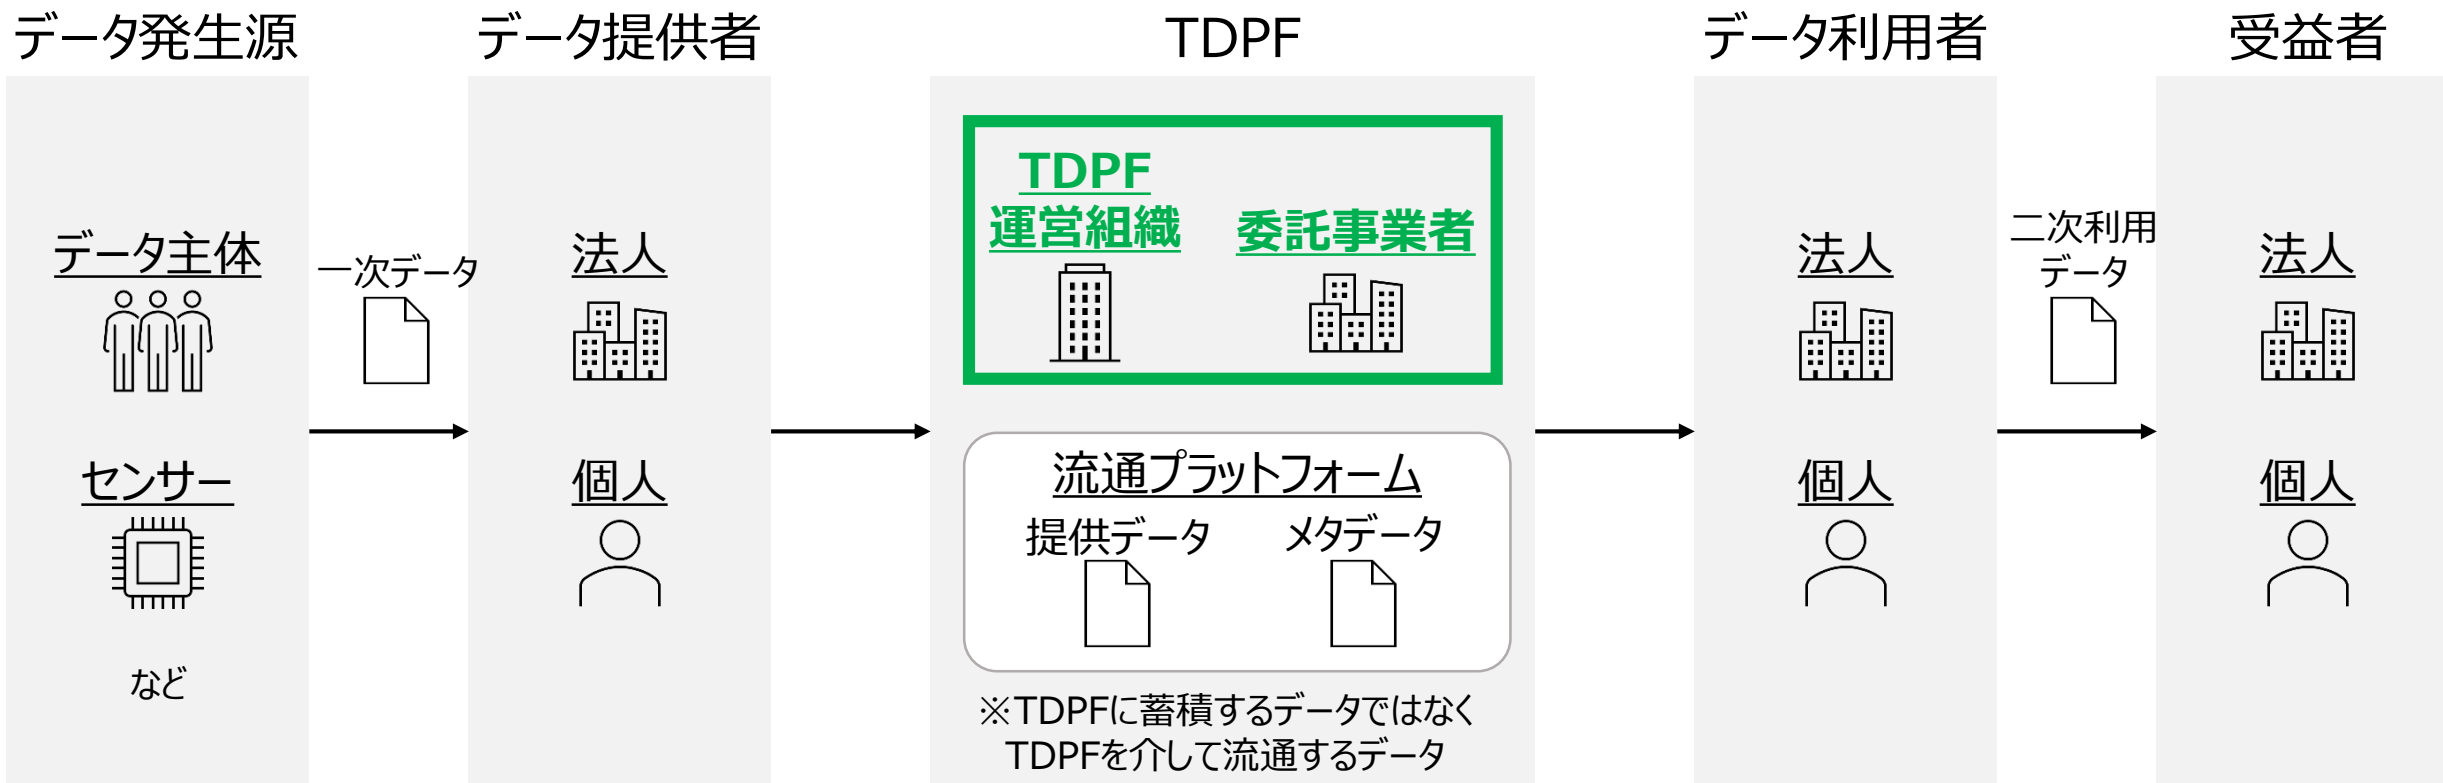 データ発生源
データ提供者
TDPF
データ利用者
受益者
データ主体
センサー
など
一次データ
法人
個人
TDPF
運営組織
委託事業者
流通プラットフォーム
提供データ
メタデータ
※TDPFに蓄積するデータではなく
TDPFを介して流通するデータ
法人
個人
二次利用
データ
法人
個人